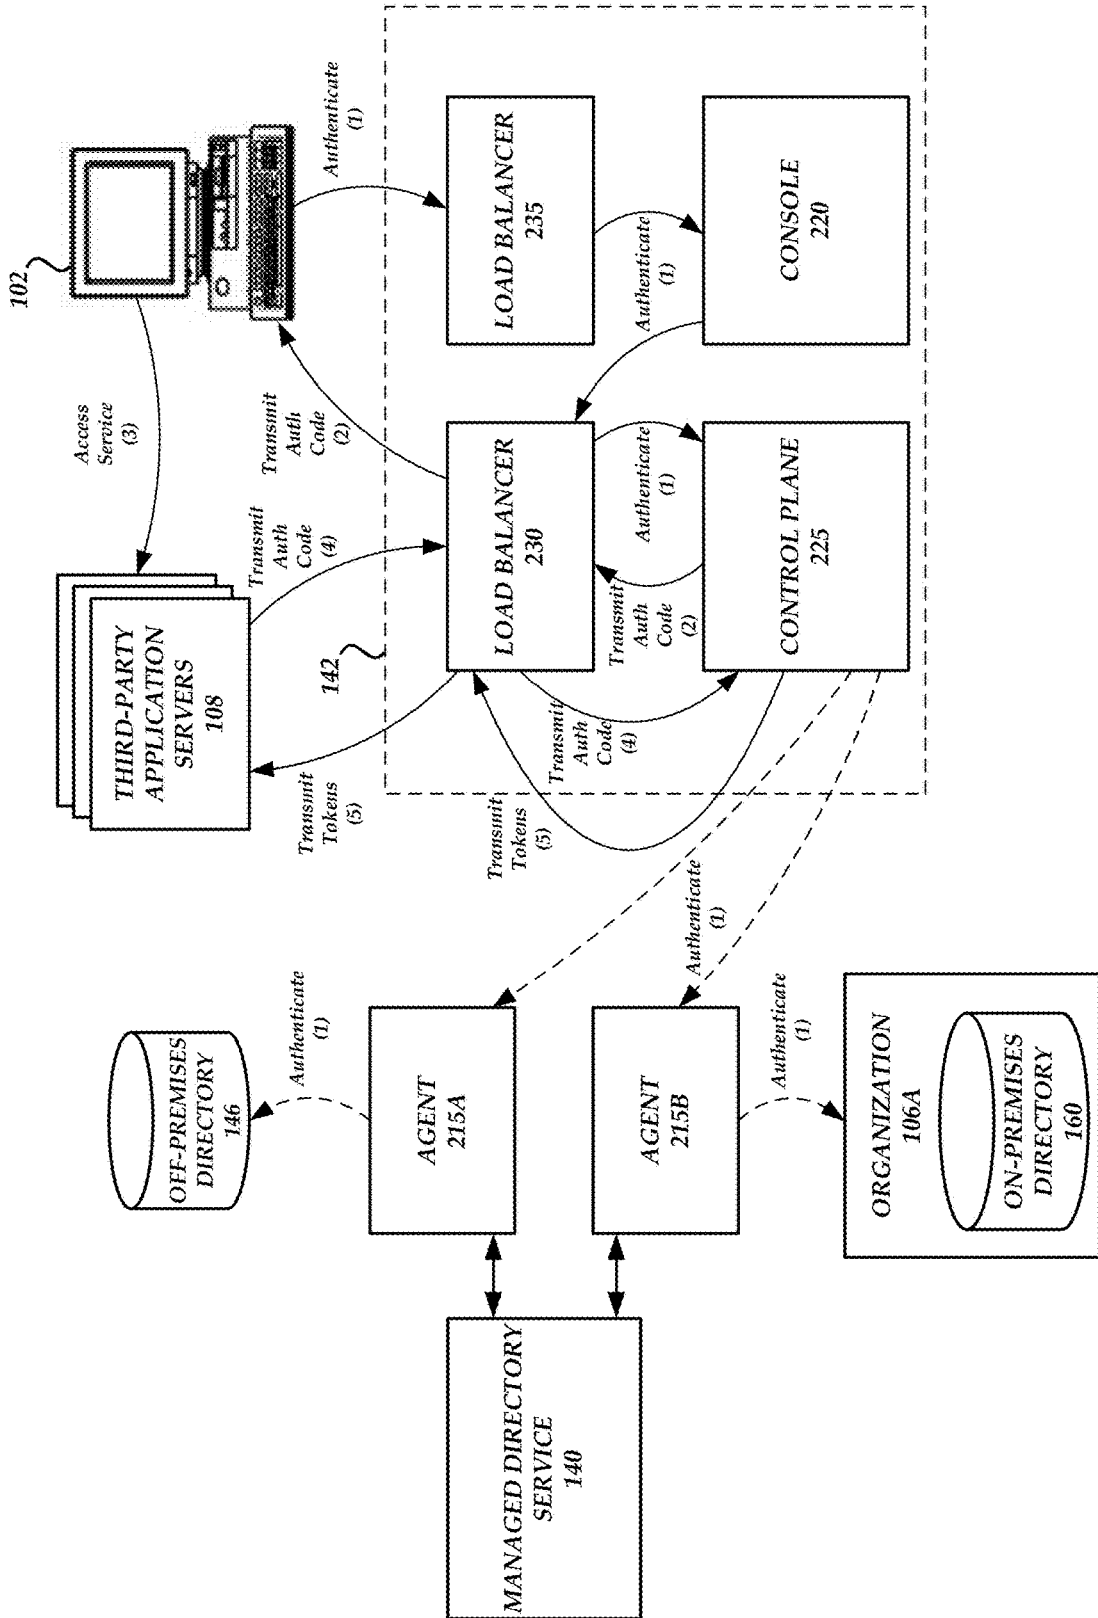 102
Authenticate
(1)
Access
Service
(3)
THIRD-PARTY
APPLICATION
SERVERS
108
Transmit
Auth
Code
(2)
Transmit
Auth
Code
(4)
Transmit
Tokens
(5)
142
LOAD BALANCER
235
LOAD BALANCER
230
Authenticate
(1)
Authenticate
(1)
Transmit
Auth
Code
(2)
Transmit
Auth
Code
(4)
Transmit
Tokens
(5)
CONSOLE
220
CONTROL PLANE
225
OFF-PREMISES
DIRECTORY
146
Authenticate
(1)
AGENT
215A
Authenticate
(1)
AGENT
215B
Authenticate
(1)
ORGANIZATION
106A
ON-PREMISES
DIRECTORY
160
MANAGED DIRECTORY
SERVICE
140